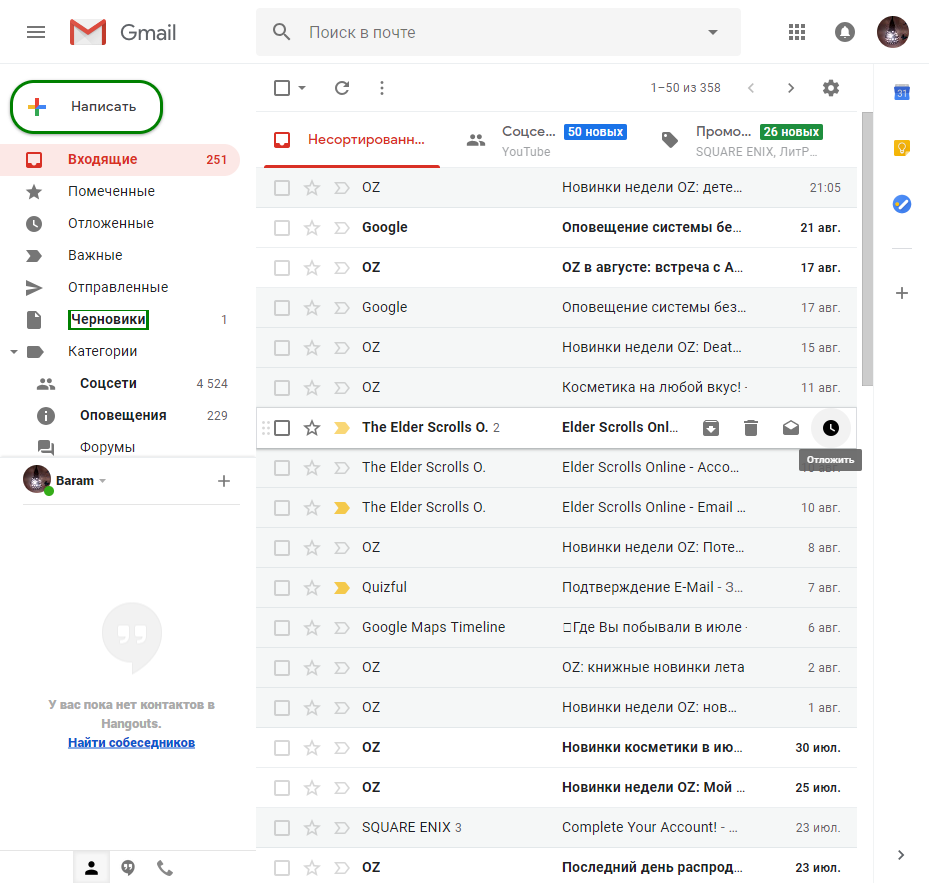 Gmail
Поиск в почте
Написать
1–50 из 358
31
Несортированн...
Соцсе...
50 новых
YouTube
Промо...
26 новых
SQUARE ENIX, ЛитР...
Входящие 251
Помеченные
Отложенные
Важные
Отправленные
Черновики 1
Категории
Соцсети 4 524
Оповещения 229
Форумы
Baram
У вас пока нет контактов в
Hangouts.
Найти собеседников
OZ Новинки недели OZ: дете... 21:05
Google Оповещение системы бе... 21 авг.
OZ OZ в августе: встреча с А... 17 авг.
Google Оповещение системы без... 17 авг.
OZ Новинки недели OZ: Deat... 15 авг.
OZ Косметика на любой вкус! - 11 авг.
The Elder Scrolls O. 2 Elder Scrolls Onl...
Отложить
The Elder Scrolls O. Elder Scrolls Online - Acco... 10 авг.
The Elder Scrolls O. Elder Scrolls Online - Email ... 10 авг.
OZ Новинки недели OZ: Поте... 8 авг.
Quizful Подтверждение E-Mail - З... 7 авг.
Google Maps Timeline Где Вы побывали в июле - 6 авг.
OZ OZ: книжные новинки лета 2 авг.
OZ Новинки недели OZ: нов... 1 авг.
OZ Новинки косметики в ию... 30 июл.
OZ Новинки недели OZ: Мой ... 25 июл.
SQUARE ENIX 3 Complete Your Account! - ... 23 июл.
OZ Последний день распрод... 23 июл.